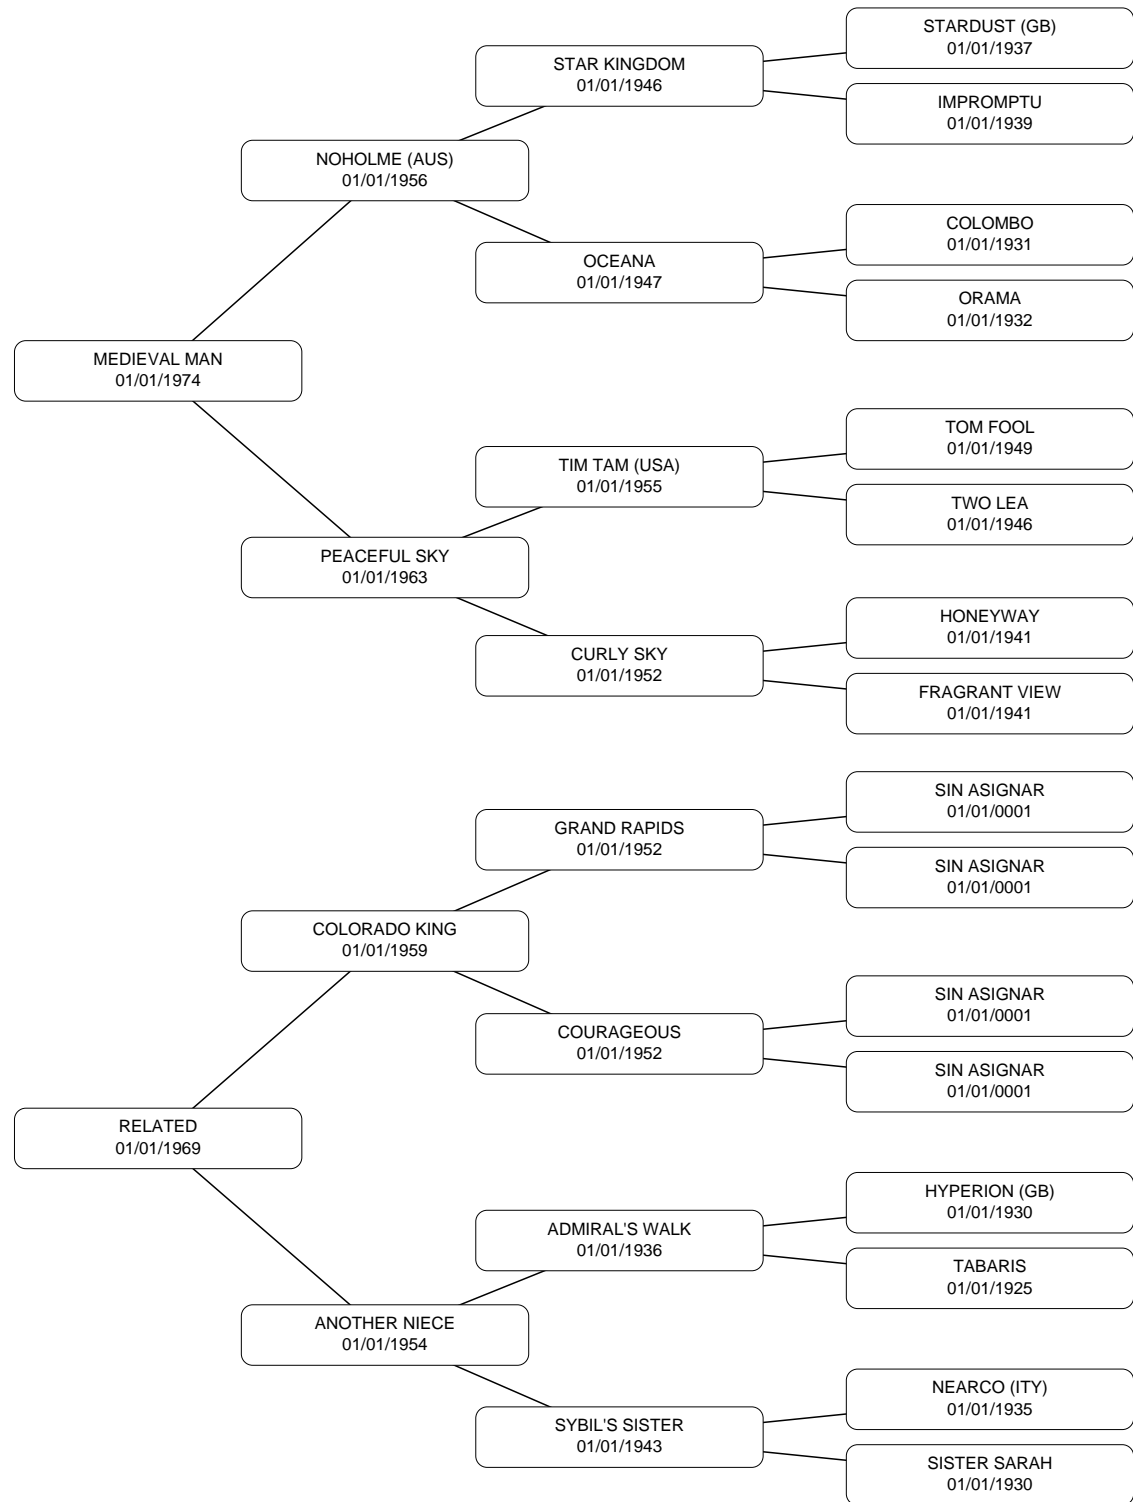 STARDUST (GB)
01/01/1937
STAR KINGDOM
01/01/1946
IMPROMPTU
01/01/1939
NOHOLME (AUS)
01/01/1956
COLOMBO
01/01/1931
OCEANA
01/01/1947
ORAMA
01/01/1932
MEDIEVAL MAN
01/01/1974
TOM FOOL
01/01/1949
TIM TAM (USA)
01/01/1955
TWO LEA
01/01/1946
PEACEFUL SKY
01/01/1963
HONEYWAY
01/01/1941
CURLY SKY
01/01/1952
FRAGRANT VIEW
01/01/1941
SIN ASIGNAR
01/01/0001
GRAND RAPIDS
01/01/1952
SIN ASIGNAR
01/01/0001
COLORADO KING
01/01/1959
SIN ASIGNAR
01/01/0001
COURAGEOUS
01/01/1952
SIN ASIGNAR
01/01/0001
RELATED
01/01/1969
HYPERION (GB)
01/01/1930
ADMIRAL'S WALK
01/01/1936
TABARIS
01/01/1925
ANOTHER NIECE
01/01/1954
NEARCO (ITY)
01/01/1935
SYBIL'S SISTER
01/01/1943
SISTER SARAH
01/01/1930